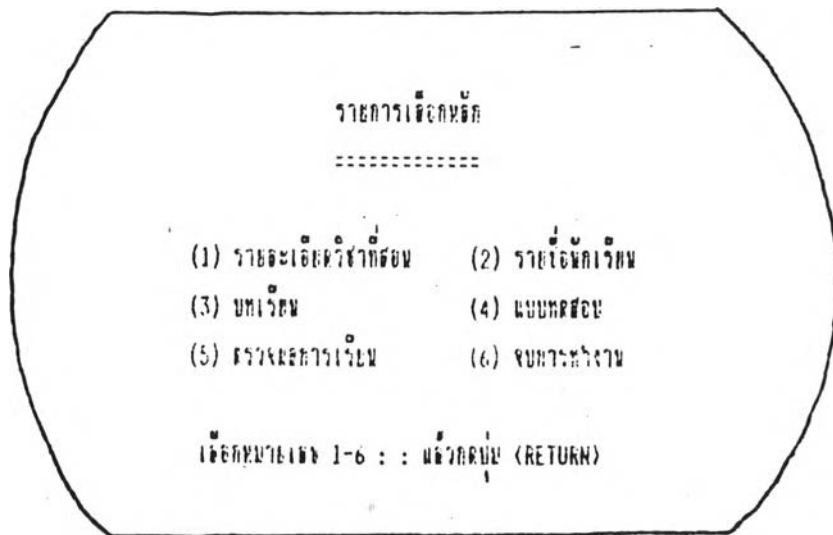 รายการเลือกหลัก
=============
(1) รายละเอียดวิชาที่สอน (2) รายชื่อนักเรียน
(3) บทเรียน (4) แบบทดสอบ
(5) ตรวจผลการเรียน (6) จบการทำงาน
เลือกหมายเลข 1-6 : : แล้วกดปุ่ม <RETURN>